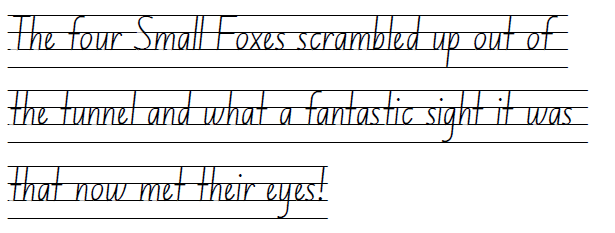 The four Small Foxes scrambled up out of
the tunnel and what a fantastic sight it was
that now met their eyes!